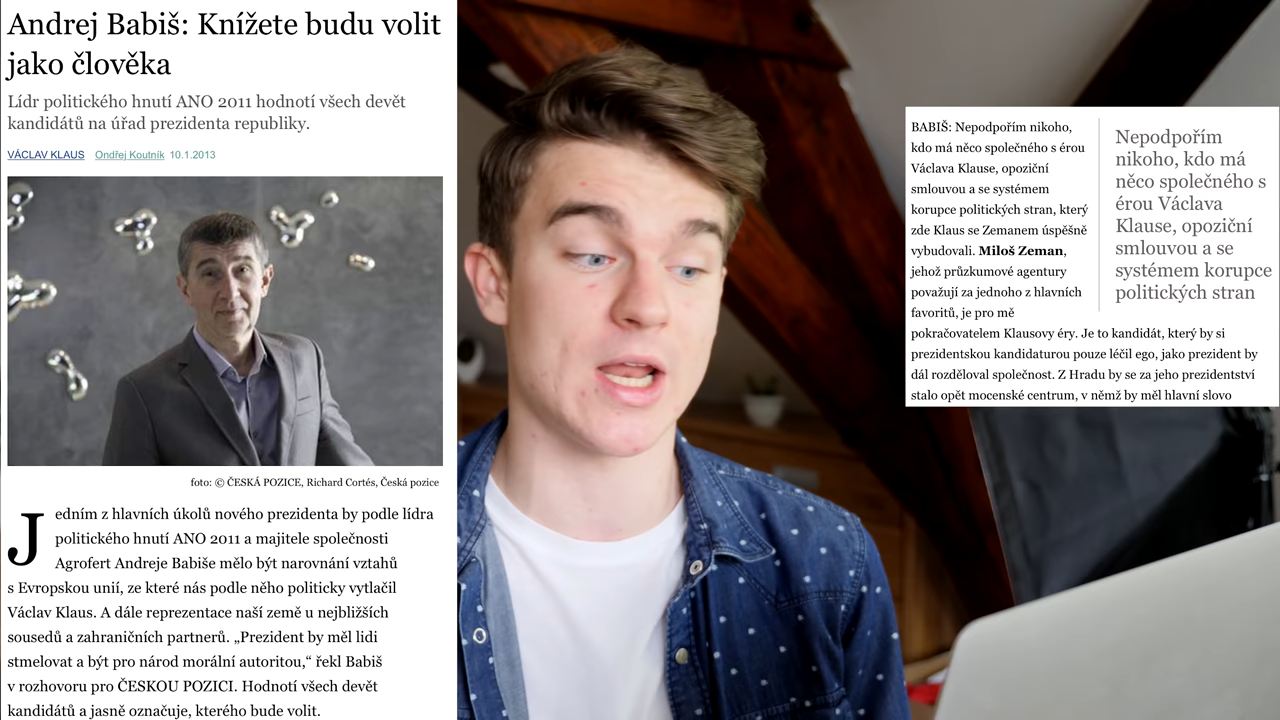 Andrej Babiš: Knížete budu volit
jako člověka
Lídr politického hnutí ANO 2011 hodnotí všech devět
kandidátů na úřad prezidenta republiky.
VÁCLAV KLAUS Ondřej Koutník 10.1.2013
foto: © ČESKÁ POZICE, Richard Cortés, Česká pozice
Jedním z hlavních úkolů nového prezidenta by podle lídra
politického hnutí ANO 2011 a majitele společnosti
Agrofert Andreje Babiše mělo být narovnání vztahů
s Evropskou unií, ze které nás podle něho politicky vytlačil
Václav Klaus. A dále reprezentace naší země u nejbližších
sousedů a zahraničních partnerů. „Prezident by měl lidi
stmelovat a být pro národ morální autoritou,“ řekl Babiš
v rozhovoru pro ČESKOU POZICI. Hodnotí všech devět
kandidátů a jasně označuje, kterého bude volit.
BABIŠ: Nepodpořím nikoho,
kdo má něco společného s érou
Václava Klause, opoziční
smlouvou a se systémem
korupce politických stran, který
zde Klaus se Zemanem úspěšně
vybudovali. Miloš Zeman,
jehož průzkumové agentury
považují za jednoho z hlavních
favoritů, je pro mě
pokračovatelem Klausovy éry. Je to kandidát, který by si
prezidentskou kandidaturou pouze léčil ego, jako prezident by
dál rozděloval společnost. Z Hradu by se za jeho prezidentství
stalo opět mocenské centrum, v němž by měl hlavní slovo
Nepodpořím
nikoho, kdo má
něco společného s
érou Václava
Klause, opoziční
smlouvou a se
systémem korupce
politických stran